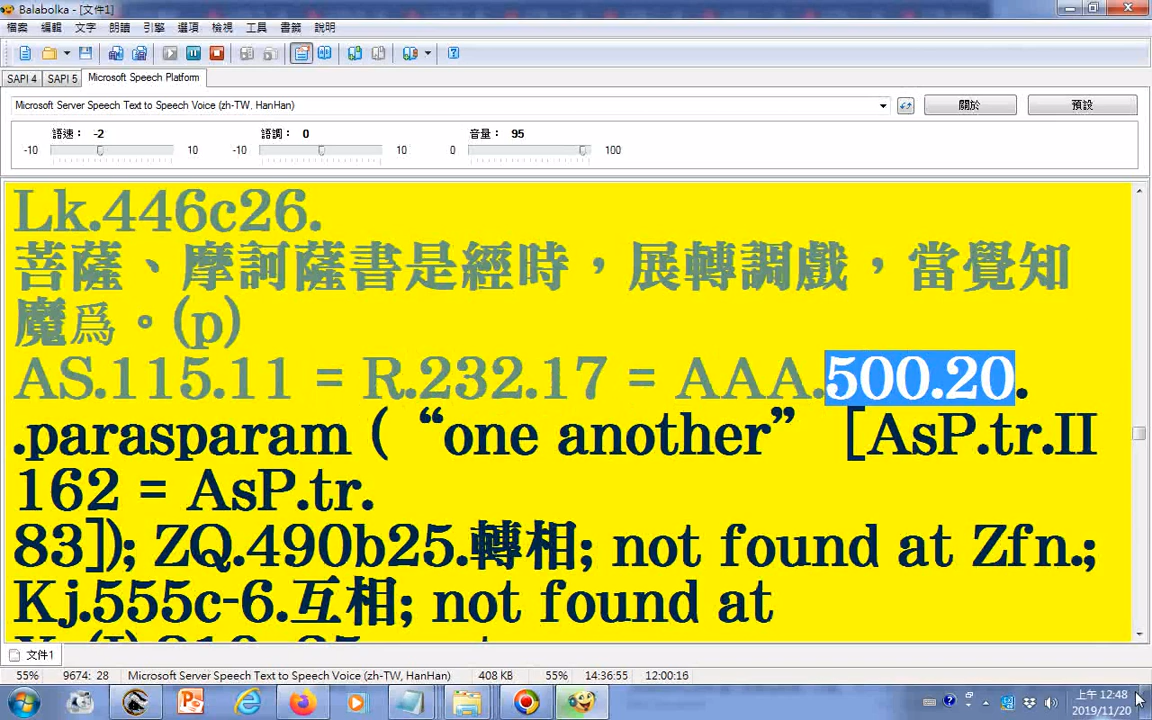 Balabolka - [文件1]
檔案 編輯 文字 朗讀 引擎 選項 檢視 工具 書籤 說明
SAPI 4 SAPI 5 Microsoft Speech Platform
Microsoft Server Speech Text to Speech Voice (zh-TW, HanHan) 關於 預設
語速： -2 語調： 0 音量： 95
-10 10 -10 10 0 100
Lk.446c26.
菩薩、摩訶薩書是經時，展轉調戲，當覺知
魔爲。(p)
AS.115.11 = R.232.17 = AAA.500.20.
.parasparam (“one another” [AsP.tr.II
162 = AsP.tr.
83]); ZQ.490b25.轉相; not found at Zfn.;
Kj.555c-6.互相; not found at
文件1
55% 9674: 28 Microsoft Server Speech Text to Speech Voice (zh-TW, HanHan) 408 KB 55% 14:36:55 12:00:16
上午 12:48
2019/11/20